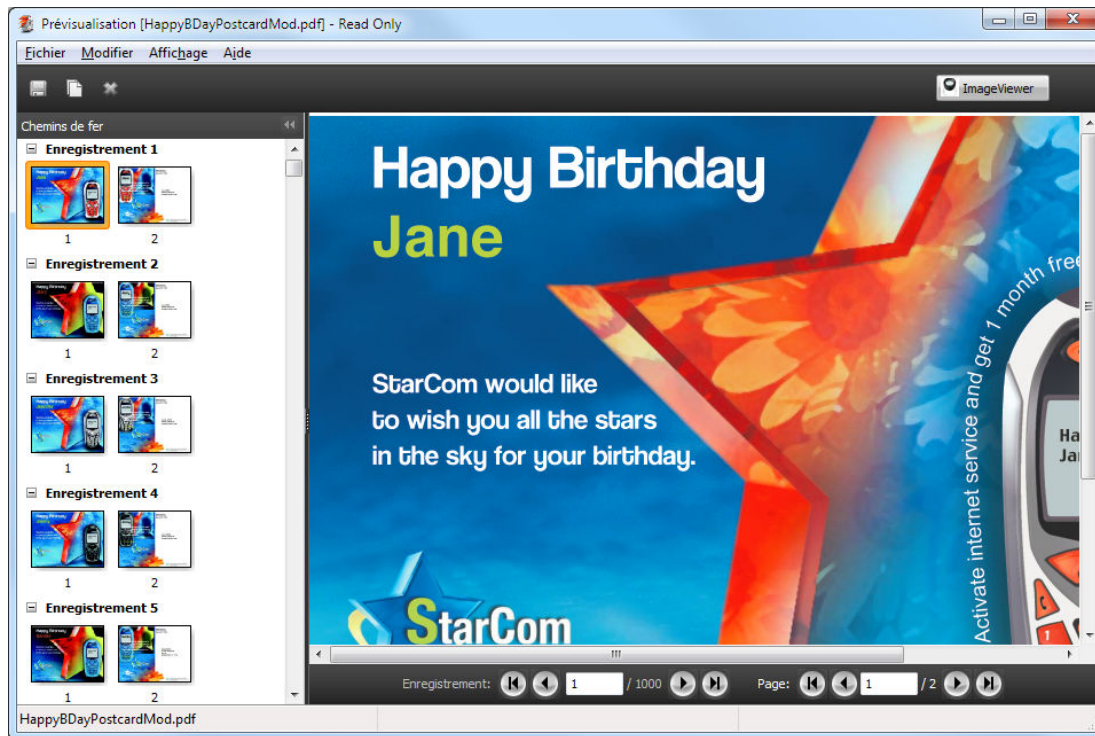 Prévisualisation [HappyBDayPostcardMod.pdf] - Read Only
Fichier Modifier Affichage Aide
ImageViewer
Chemins de fer
Enregistrement 1
1 2
Enregistrement 2
1 2
Enregistrement 3
1 2
Enregistrement 4
1 2
Enregistrement 5
1 2
Happy Birthday
Jane
StarCom would like
to wish you all the stars
in the sky for your birthday.
StarCom
Activate internet service and get 1 month free
Enregistrement: 1 / 1000 Page: 1 / 2
HappyBDayPostcardMod.pdf